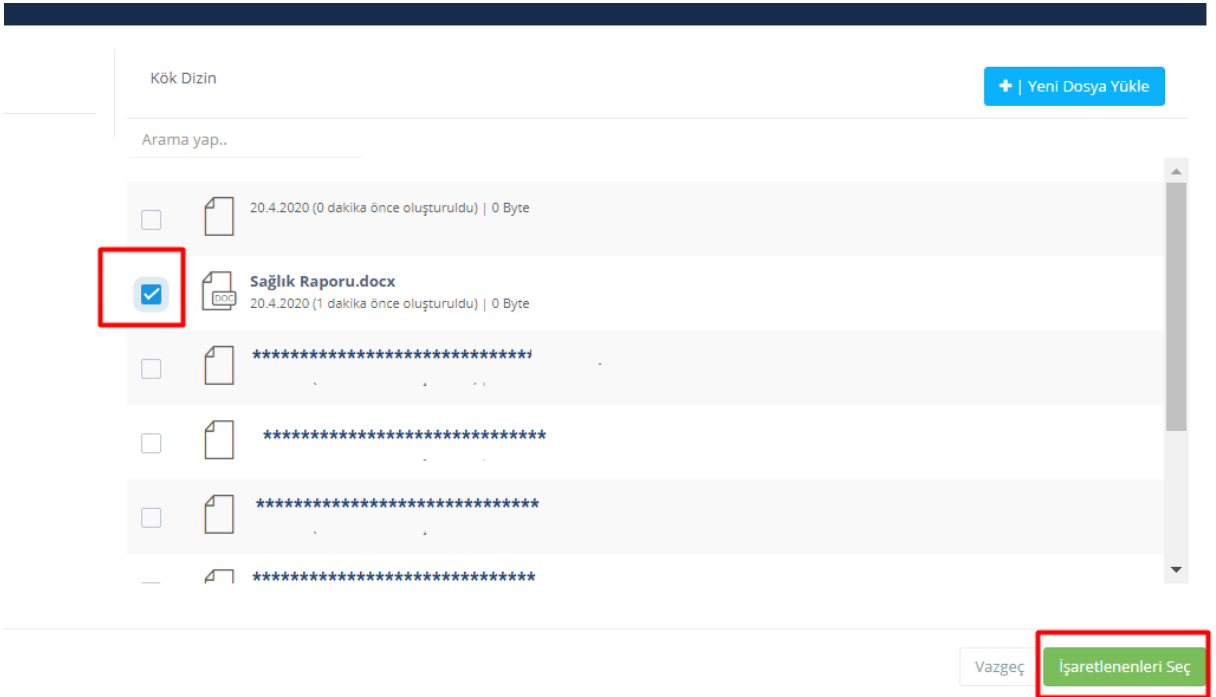 Kök Dizin
+ | Yeni Dosya Yükle
Arama yap..
20.4.2020 (0 dakika önce oluşturuldu) | 0 Byte
Sağlık Raporu.docx
DOC
20.4.2020 (1 dakika önce oluşturuldu) | 0 Byte
******************************
******************************
******************************
******************************
Vazgeç
İşaretlenenleri Seç